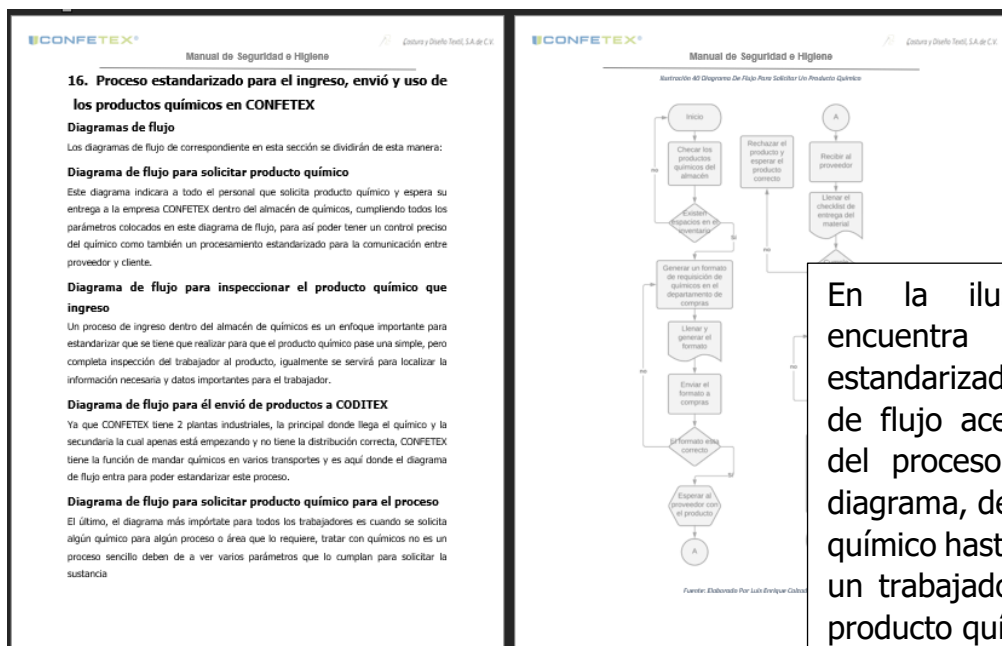 CONFETEX®
Costura y Diseño Textil, S.A. de C.V.
Manual de Seguridad e Higiene
16. Proceso estandarizado para el ingreso, envió y uso de
los productos químicos en CONFETEX
Diagramas de flujo
Los diagramas de flujo de correspondiente en esta sección se dividirán de esta manera:
Diagrama de flujo para solicitar producto químico
Este diagrama indicara a todo el personal que solicita producto químico y espera su
entrega a la empresa CONFETEX dentro del almacén de químicos, cumpliendo todos los
parámetros colocados en este diagrama de flujo, para así poder tener un control preciso
del químico como también un procesamiento estandarizado para la comunicación entre
proveedor y cliente.
Diagrama de flujo para inspeccionar el producto químico que
ingreso
Un proceso de ingreso dentro del almacén de químicos es un enfoque importante para
estandarizar que se tiene que realizar para que el producto químico pase una simple, pero
completa inspección del trabajador al producto, igualmente se servirá para localizar la
información necesaria y datos importantes para el trabajador.
Diagrama de flujo para él envió de productos a CODITEX
Ya que CONFETEX tiene 2 plantas industriales, la principal donde llega el químico y la
secundaria la cual apenas está empezando y no tiene la distribución correcta, CONFETEX
tiene la función de mandar químicos en varios transportes y es aquí donde el diagrama
de flujo entra para poder estandarizar este proceso.
Diagrama de flujo para solicitar producto químico para el proceso
El último, el diagrama más impórtate para todos los trabajadores es cuando se solicita
algún químico para algún proceso o área que lo requiere, tratar con químicos no es un
proceso sencillo deben de a ver varios parámetros que lo cumplan para solicitar la
sustancia
CONFETEX®
Costura y Diseño Textil, S.A. de C.V.
Manual de Seguridad e Higiene
Ilustración 40 Diagrama De Flujo Para Solicitar Un Producto Químico
Inicio
Checar los
productos
químicos del
almacén
no
Existen
espacios en el
inventario
si
Generar un formato
de requisición de
químicos en el
departamento de
compras
Llenar y
generar el
formato
no
Enviar el
formato a
compras
El formato esta
correcto
si
Esperar al
proveedor con
el producto
A
Rechazar el
producto y
esperar el
producto
correcto
no
A
Recibir al
proveedor
Llenar el
checklist de
entrega del
material
no
Fuente: Elaborado Por Luis Enrique
En la ilu
encuentra
estandarizad
de flujo ace
del proceso
diagrama, de
químico hast
un trabajado
producto quí